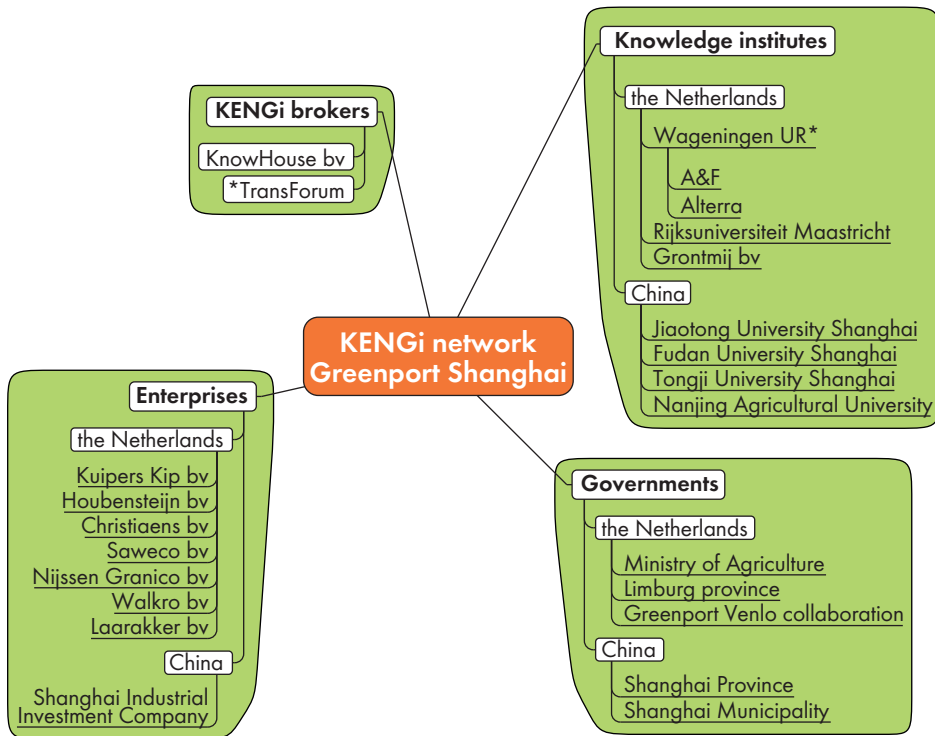 KENGi brokers
KnowHouse bv
*TransForum
Knowledge institutes
the Netherlands
Wageningen UR*
A&F
Alterra
Rijksuniversiteit Maastricht
Grontmij bv
China
Jiaotong University Shanghai
Fudan University Shanghai
Tongji University Shanghai
Nanjing Agricultural University
KENGi network
Greenport Shanghai
Enterprises
the Netherlands
Kuipers Kip bv
Houbensteijn bv
Christiaens bv
Saweco bv
Nijssen Granico bv
Walkro bv
Laarakker bv
China
Shanghai Industrial
Investment Company
Governments
the Netherlands
Ministry of Agriculture
Limburg province
Greenport Venlo collaboration
China
Shanghai Province
Shanghai Municipality